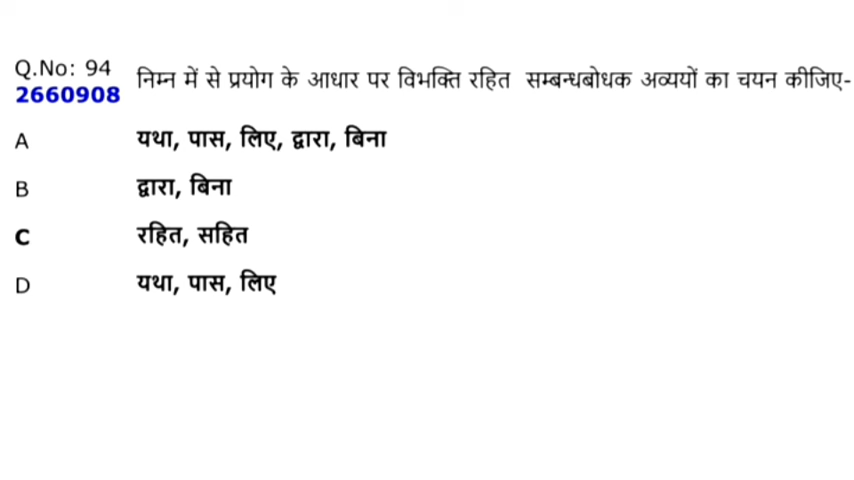 Q.No: 94
2660908
निम्न में से प्रयोग के आधार पर विभक्ति रहित सम्बन्धबोधक अव्ययों का चयन कीजिए-
A यथा, पास, लिए, द्वारा, बिना
B द्वारा, बिना
C रहित, सहित
D यथा, पास, लिए